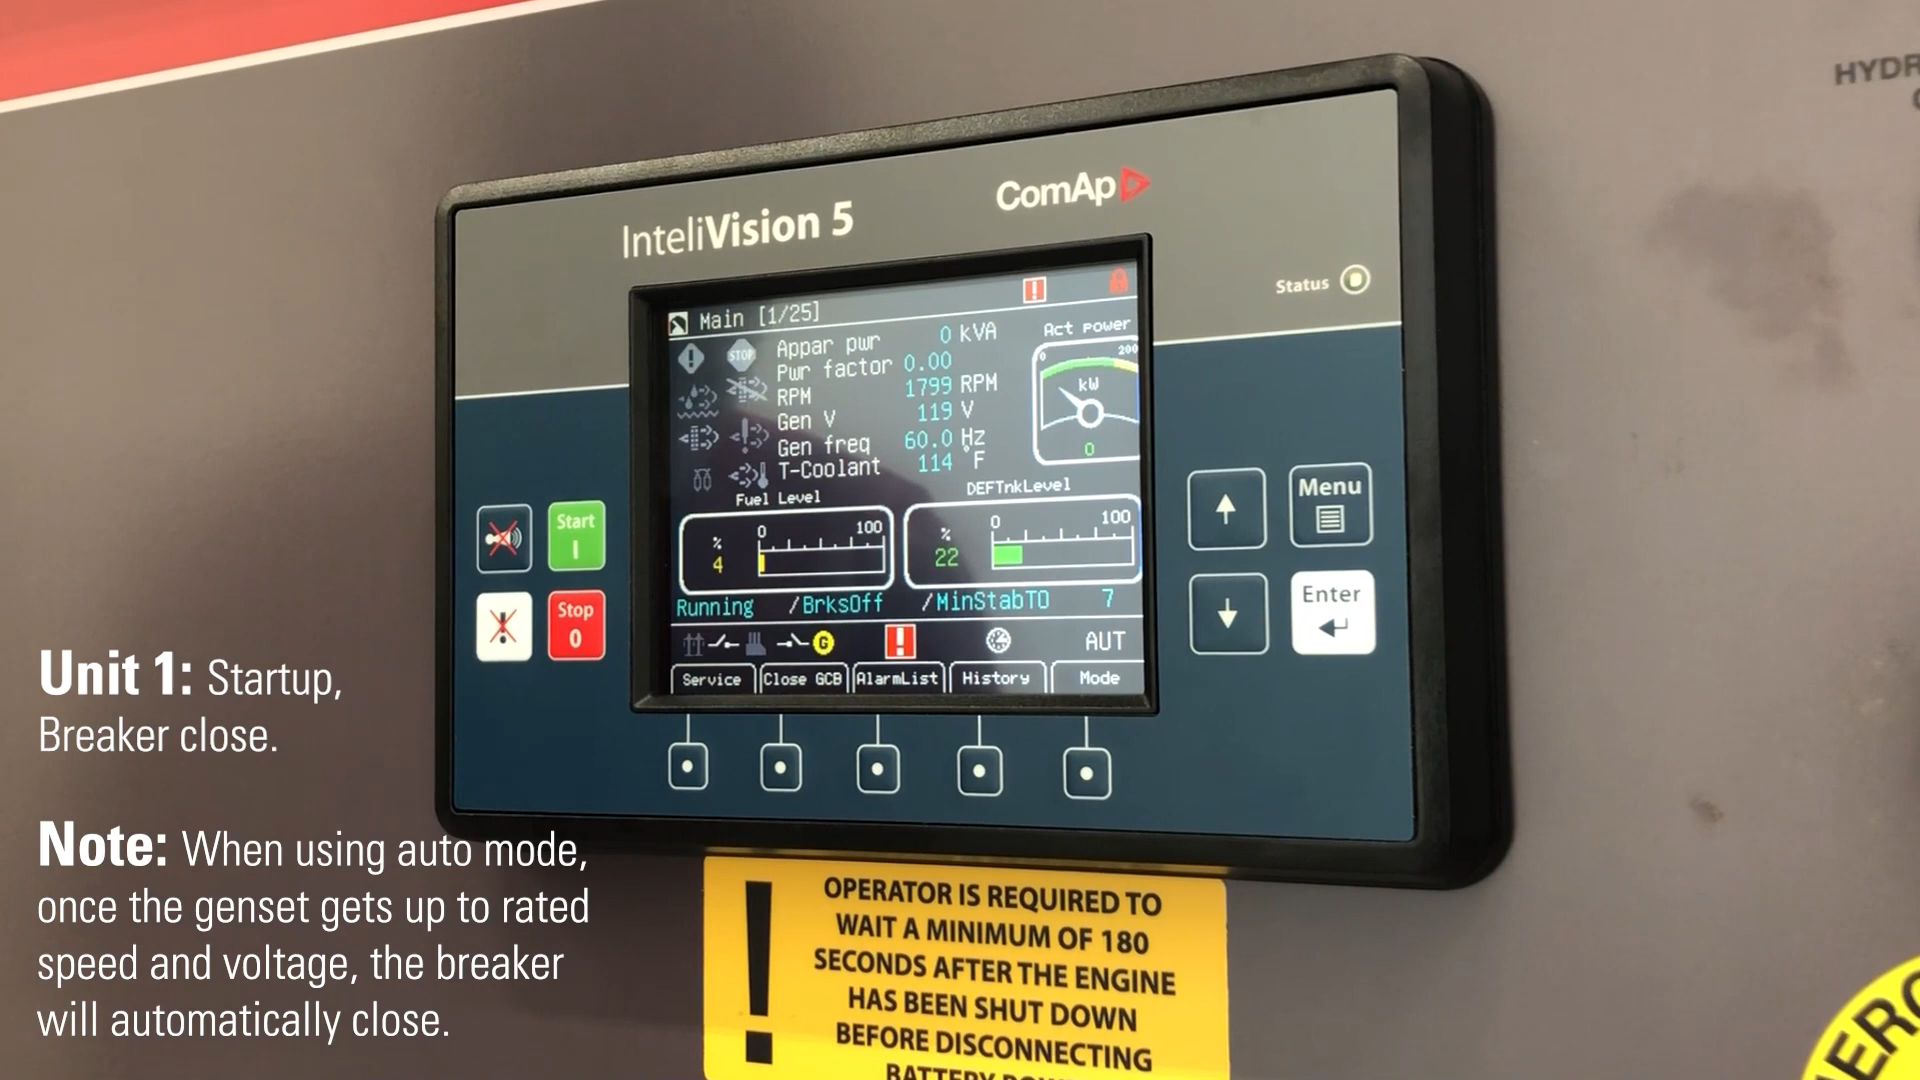 HYDR
InteliVision 5
ComAp
Status
Main [1/25]
Appar pwr 0 kVA
Pwr factor 0.00
RPM 1799 RPM
Gen V 119 V
Gen freq 60.0 Hz
T-Coolant 114 °F
Act power
0 200
kW
0
STOP
Fuel Level
0 100
%
4
DEFTnkLevel
0 100
%
22
Running /BrksOff /MinStabTO 7
G
AUT
Service Close GCB AlarmList History Mode
Start
I
Stop
0
Menu
Enter
Unit 1: Startup,
Breaker close.
Note: When using auto mode,
once the genset gets up to rated
speed and voltage, the breaker
will automatically close.
OPERATOR IS REQUIRED TO
WAIT A MINIMUM OF 180
SECONDS AFTER THE ENGINE
HAS BEEN SHUT DOWN
BEFORE DISCONNECTING
BATTERY